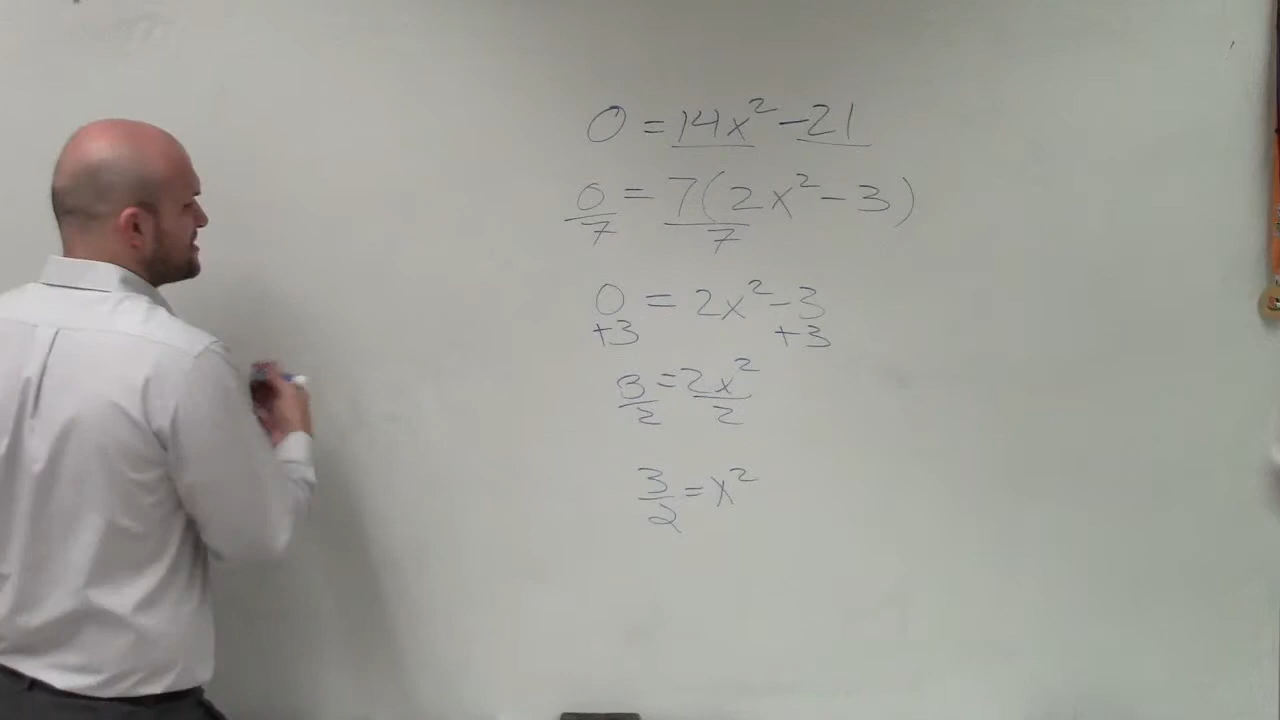 0 = 14x² - 21
0/7 = 7(2x² - 3)/7
0 = 2x² - 3
+3 +3
3/2 = 2x²/2
3/2 = x²